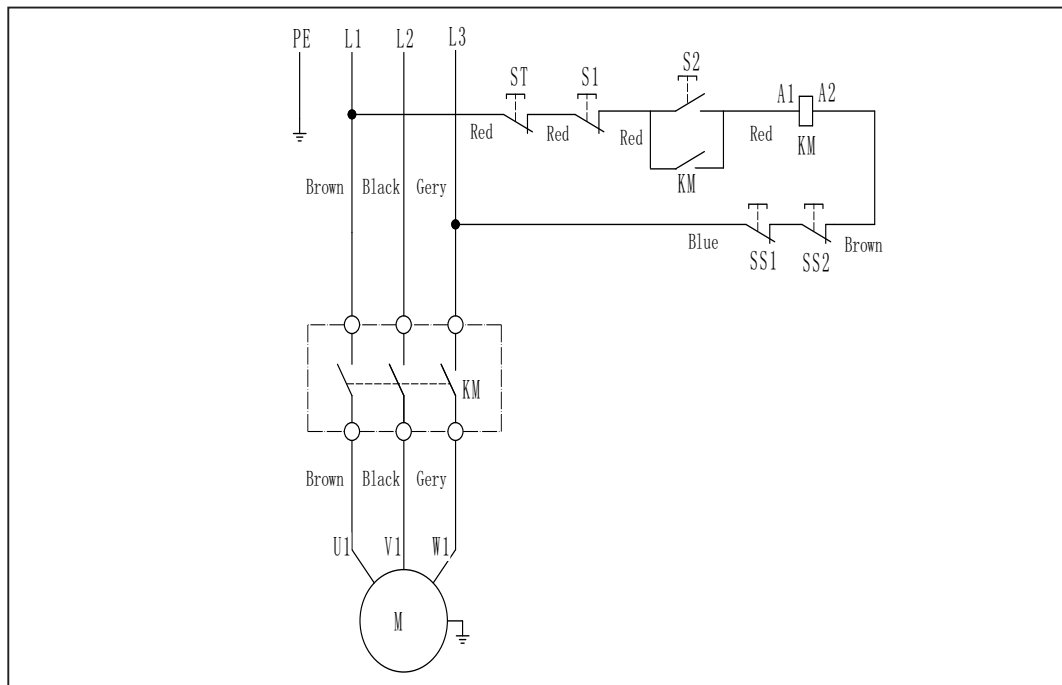 PE L1 L2 L3
ST S1 S2 A1 A2
Red Red Red Red KM
KM
Brown Black Gery
Blue SS1 SS2 Brown
KM
Brown Black Gery
U1 V1 W1
M